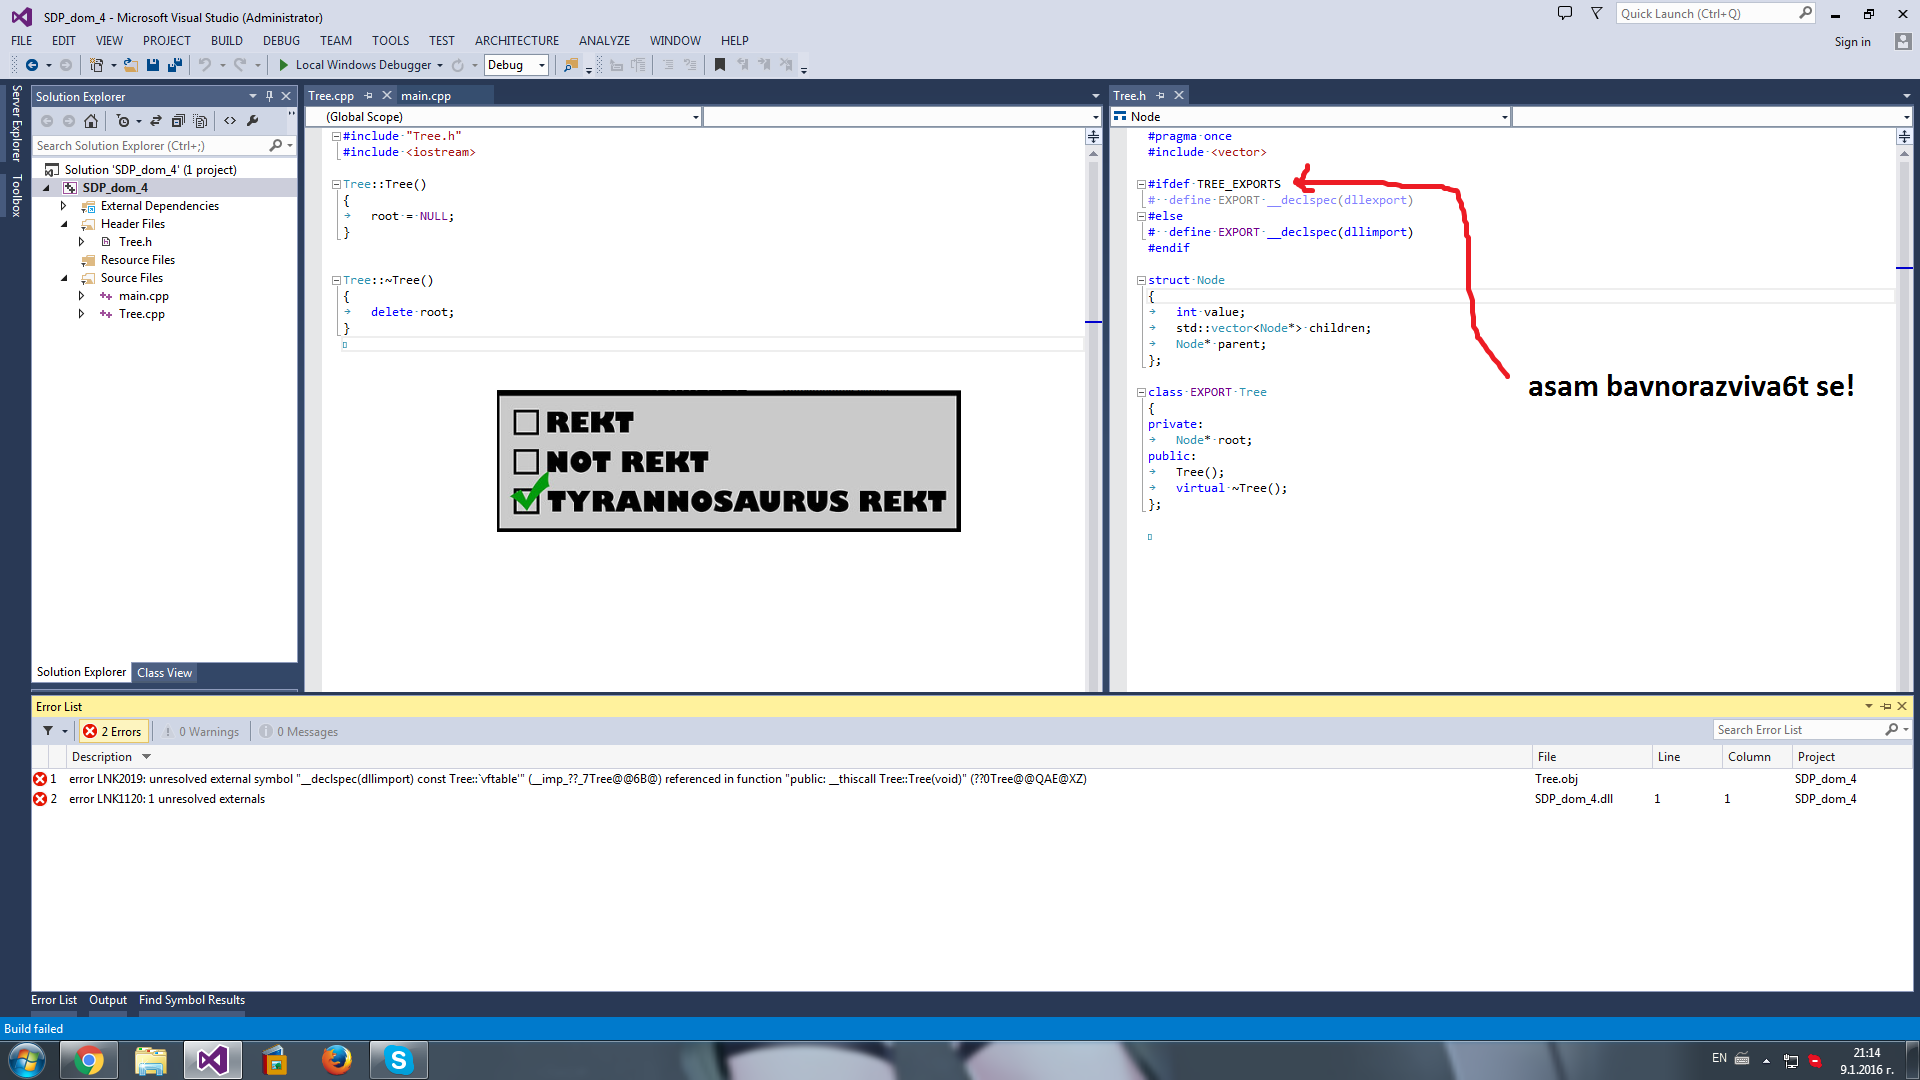 SDP_dom_4 - Microsoft Visual Studio (Administrator)
Quick Launch (Ctrl+Q)
FILE EDIT VIEW PROJECT BUILD DEBUG TEAM TOOLS TEST ARCHITECTURE ANALYZE WINDOW HELP
Sign in
Local Windows Debugger Debug
Server Explorer
Toolbox
Solution Explorer
Search Solution Explorer (Ctrl+;)
Solution 'SDP_dom_4' (1 project)
SDP_dom_4
External Dependencies
Header Files
Tree.h
Resource Files
Source Files
main.cpp
Tree.cpp
Solution Explorer Class View
Tree.cpp main.cpp
(Global Scope)
#include "Tree.h"
#include <iostream>
Tree::Tree()
{
root = NULL;
}
Tree::~Tree()
{
delete root;
}
REKT
NOT REKT
TYRANNOSAURUS REKT
Tree.h
Node
#pragma once
#include <vector>
#ifdef TREE_EXPORTS
# define EXPORT __declspec(dllexport)
#else
# define EXPORT __declspec(dllimport)
#endif
struct Node
{
int value;
std::vector<Node*> children;
Node* parent;
};
class EXPORT Tree
{
private:
Node* root;
public:
Tree();
virtual ~Tree();
};
asam bavnorazviva6t se!
Error List
2 Errors 0 Warnings 0 Messages
Search Error List
Description File Line Column Project
1 error LNK2019: unresolved external symbol "__declspec(dllimport) const Tree::`vftable'" (__imp_??_7Tree@@6B@) referenced in function "public: __thiscall Tree::Tree(void)" (??0Tree@@QAE@XZ) Tree.obj SDP_dom_4
2 error LNK1120: 1 unresolved externals SDP_dom_4.dll 1 1 SDP_dom_4
Error List Output Find Symbol Results
Build failed
EN
21:14
9.1.2016 г.